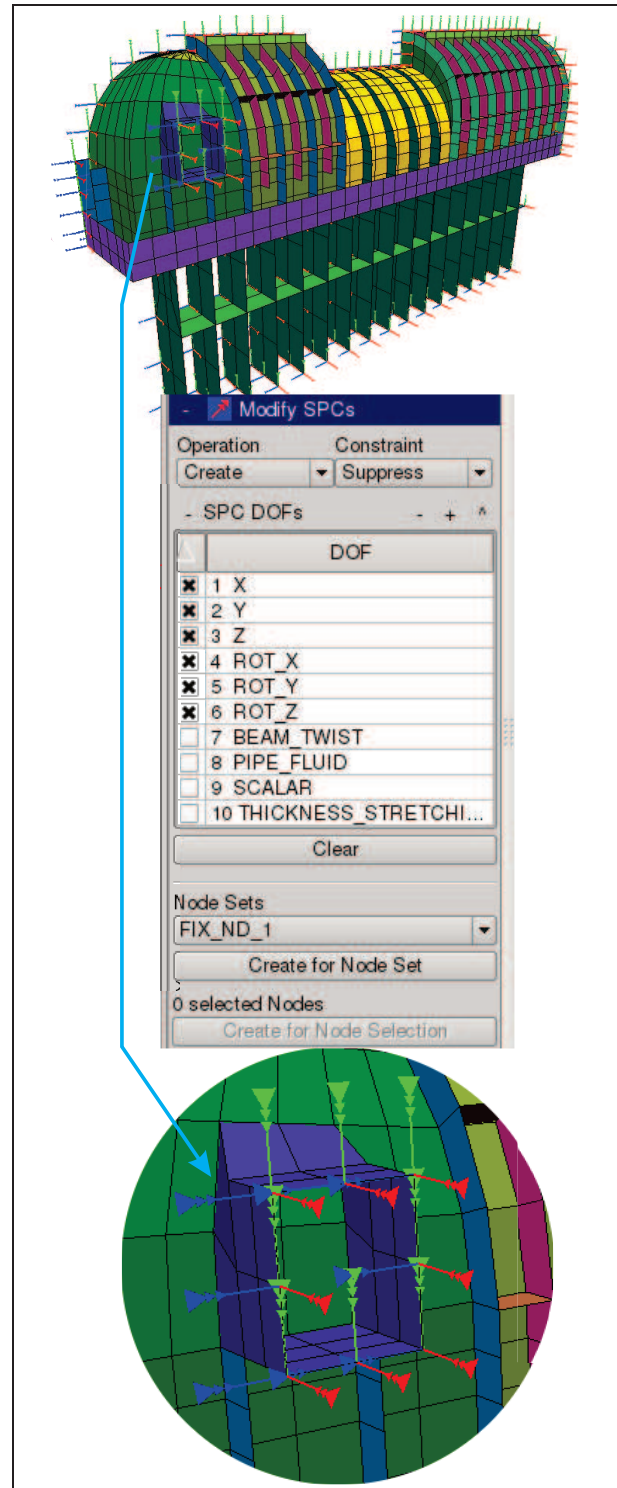 - Modify SPCs
Operation Constraint
Create Suppress
- SPC DOFs - + ^
DOF
1 X
2 Y
3 Z
4 ROT_X
5 ROT_Y
6 ROT_Z
7 BEAM_TWIST
8 PIPE_FLUID
9 SCALAR
10 THICKNESS_STRETCHI...
Clear
Node Sets
FIX_ND_1
Create for Node Set
0 selected Nodes
Create for Node Selection